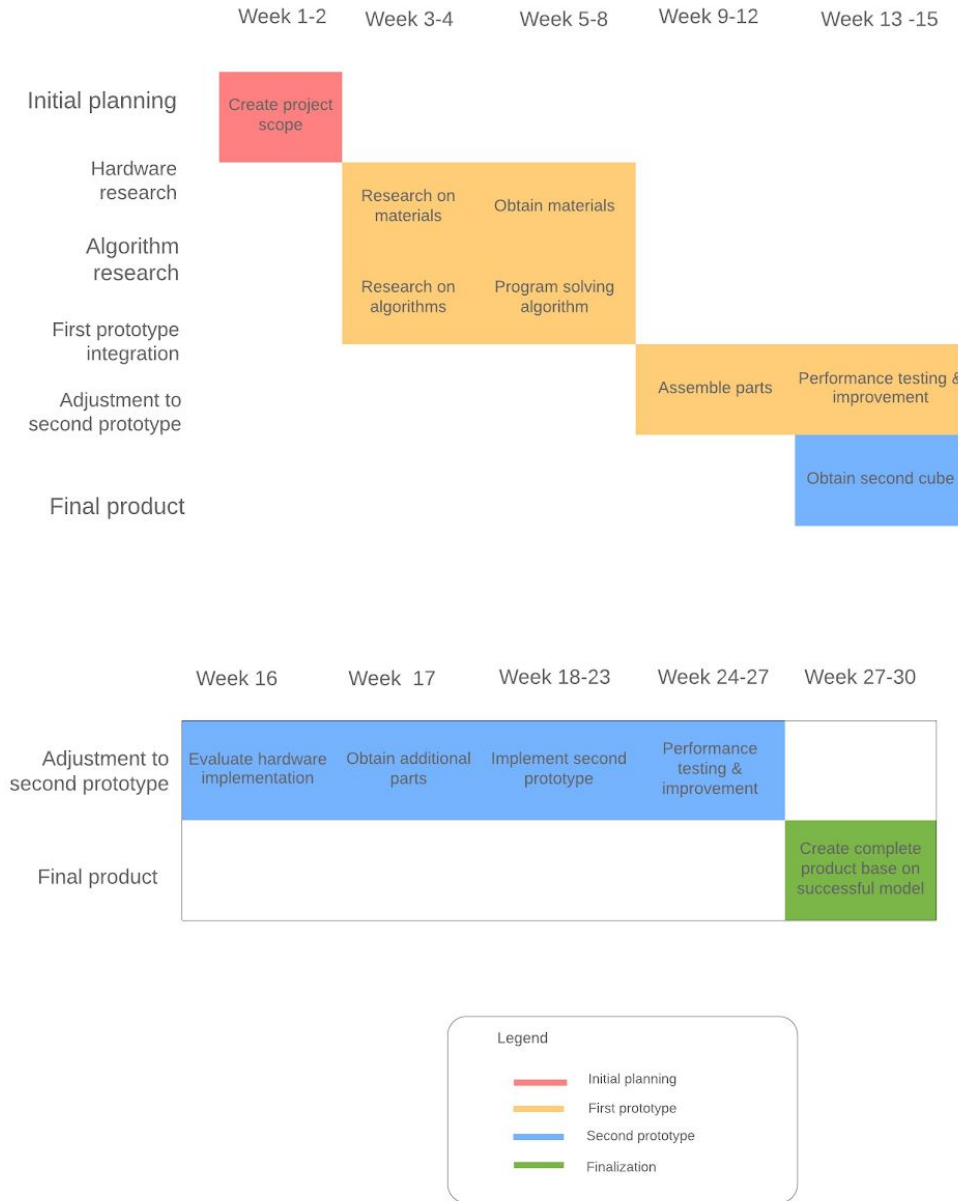 Week 1-2 Week 3-4 Week 5-8 Week 9-12 Week 13 -15
Initial planning
Create project
scope
Hardware
research
Research on
materials
Obtain materials
Algorithm
research
Research on
algorithms
Program solving
algorithm
First prototype
integration
Assemble parts
Performance testing &
improvement
Adjustment to
second prototype
Obtain second cube
Final product
Week 16 Week 17 Week 18-23 Week 24-27 Week 27-30
Adjustment to
second prototype
Evaluate hardware
implementation
Obtain additional
parts
Implement second
prototype
Performance
testing &
improvement
Final product
Create complete
product base on
successful model
Legend
Initial planning
First prototype
Second prototype
Finalization